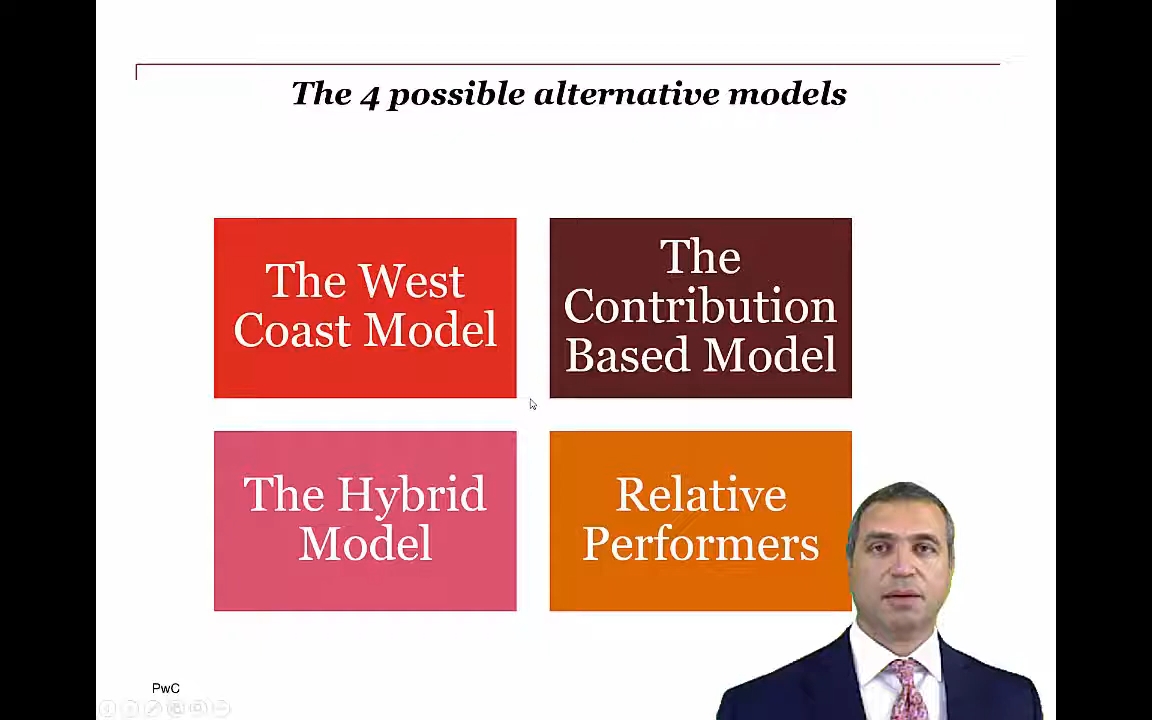 The 4 possible alternative models
The West
Coast Model
The
Contribution
Based Model
The Hybrid
Model
Relative
Performers
PwC